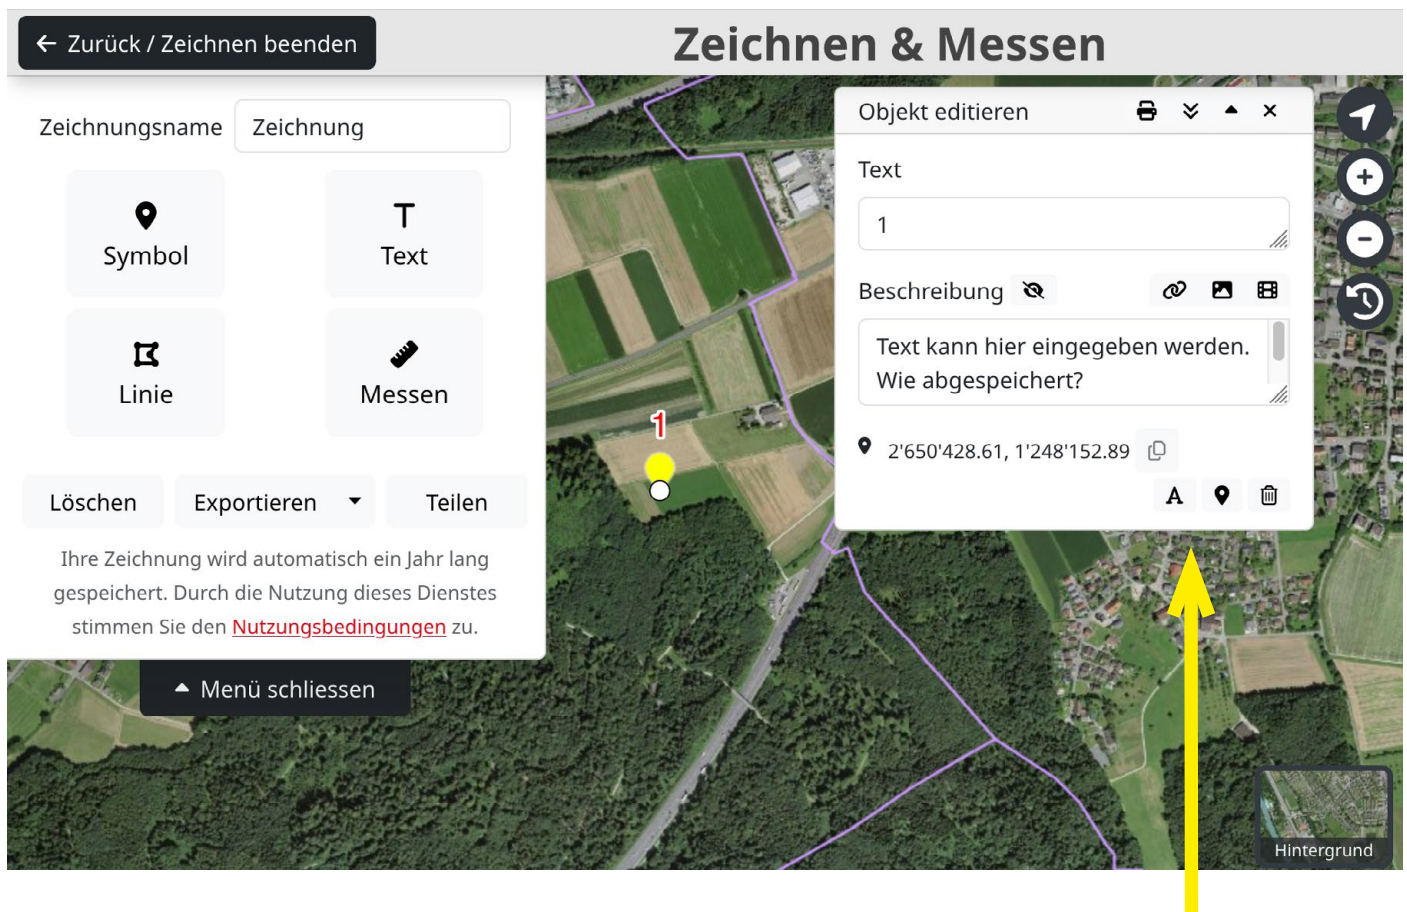 Zurück / Zeichnen beenden
Zeichnen & Messen
Zeichnungsname
Zeichnung
Symbol
Text
Linie
Messen
Löschen
Exportieren
Teilen
Ihre Zeichnung wird automatisch ein Jahr lang
gespeichert. Durch die Nutzung dieses Dienstes
stimmen Sie den Nutzungsbedingungen zu.
Menü schliessen
1
Objekt editieren
Text
1
Beschreibung
Text kann hier eingegeben werden.
Wie abgespeichert?
2'650'428.61, 1'248'152.89
A
Hintergrund